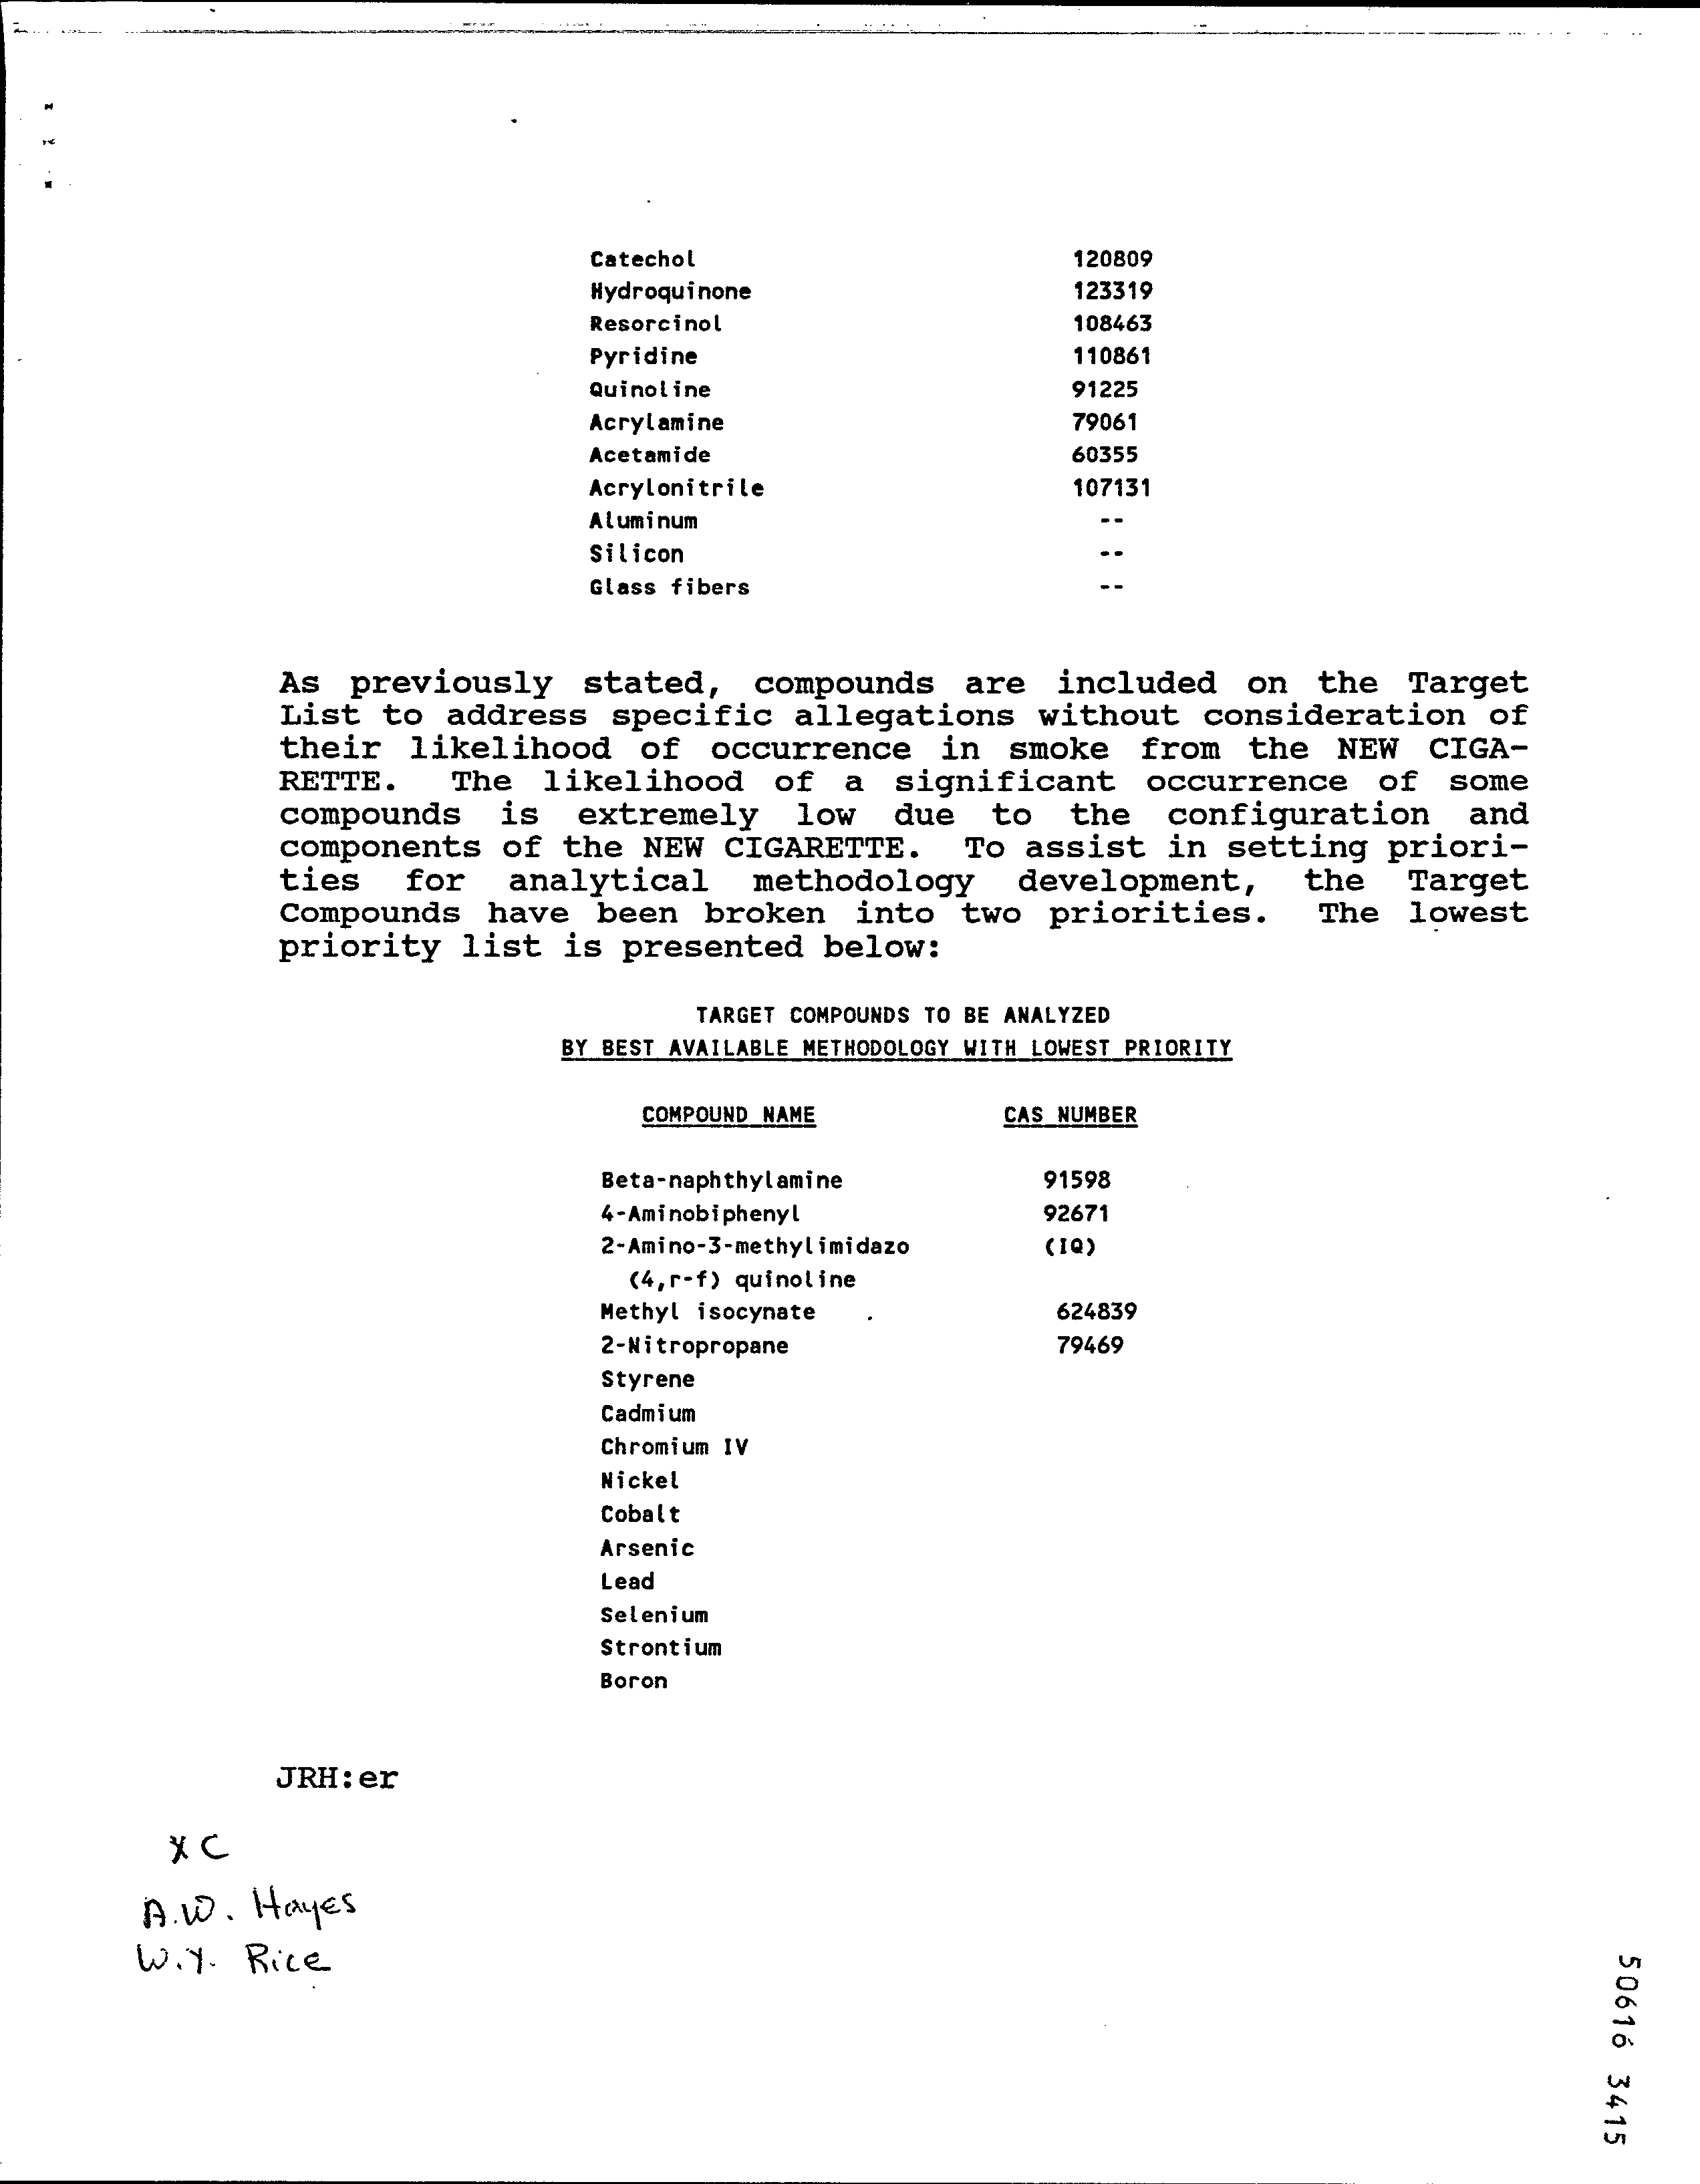 Catechol 120809
Hydroquinone 123319
Resorcinol 108463
Pyridine 110861
Quinoline 91225
Acrylamine 79061
Acetamide 60355
Acrylonitrile 107131
Aluminum --
Silicon --
Glass fibers --
As previously stated, compounds are included on the Target
List to address specific allegations without consideration of
their likelihood of occurrence in smoke from the NEW CIGA-
RETTE. The likelihood of a significant occurrence of some
compounds is extremely low due to the configuration and
components of the NEW CIGARETTE. To assist in setting priori-
ties for analytical methodology development, the Target
Compounds have been broken into two priorities. The lowest
priority list is presented below:
TARGET COMPOUNDS TO BE ANALYZED
BY BEST AVAILABLE METHODOLOGY WITH LOWEST PRIORITY
COMPOUND NAME CAS NUMBER
Beta-naphthylamine 91598
4-Aminobiphenyl 92671
2-Amino-3-methylimidazo (IQ)
(4,r-f) quinoline
Methyl isocynate 624839
2-Nitropropane 79469
Styrene
Cadmium
Chromium IV
Nickel
Cobalt
Arsenic
Lead
Selenium
Strontium
Boron
JRH:er
XC
A.W. Hayes
W.Y. Rice
50616 3415